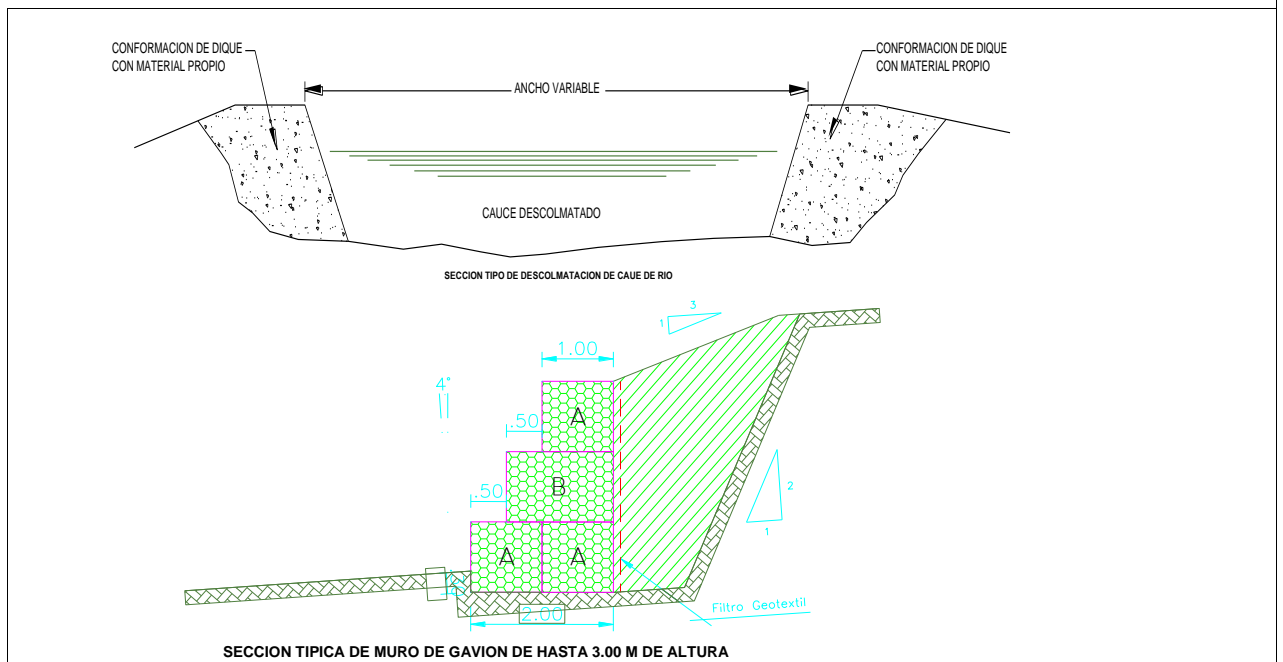 CONFORMACION DE DIQUE
CON MATERIAL PROPIO
CONFORMACION DE DIQUE
CON MATERIAL PROPIO
ANCHO VARIABLE
CAUCE DESCOLMATADO
SECCION TIPO DE DESCOLMATACION DE CAUE DE RIO
3
1
1.00
4°
A
.50
B
.50
2
1
A
A
Filtro Geotextil
2.00
SECCION TIPICA DE MURO DE GAVION DE HASTA 3.00 M DE ALTURA